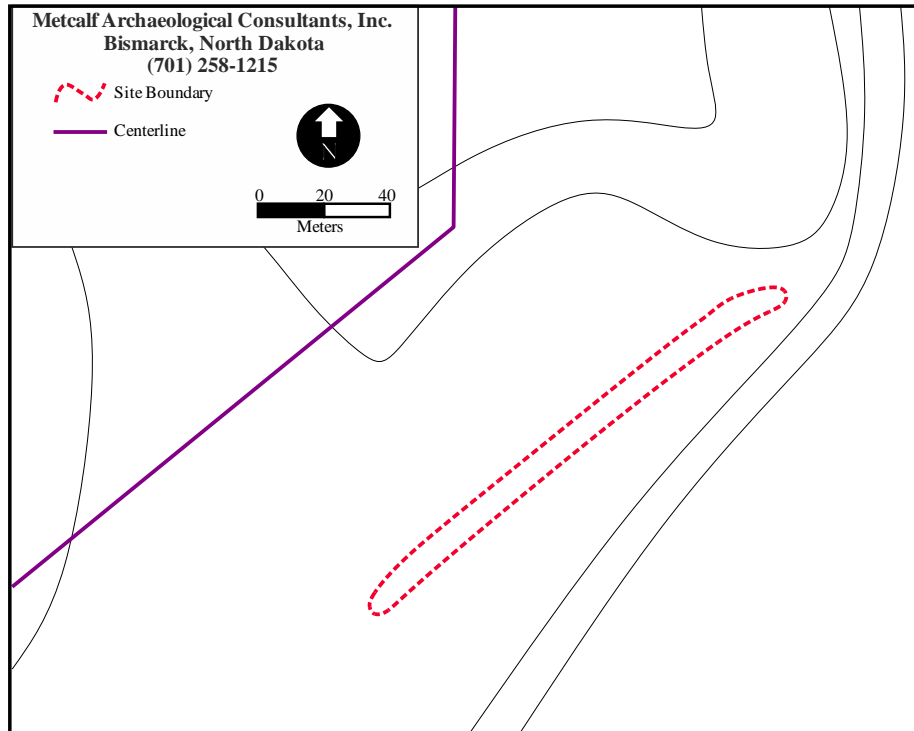 Metcalf Archaeological Consultants, Inc.
Bismarck, North Dakota
(701) 258-1215
Site Boundary
Centerline
N
0 20 40
Meters